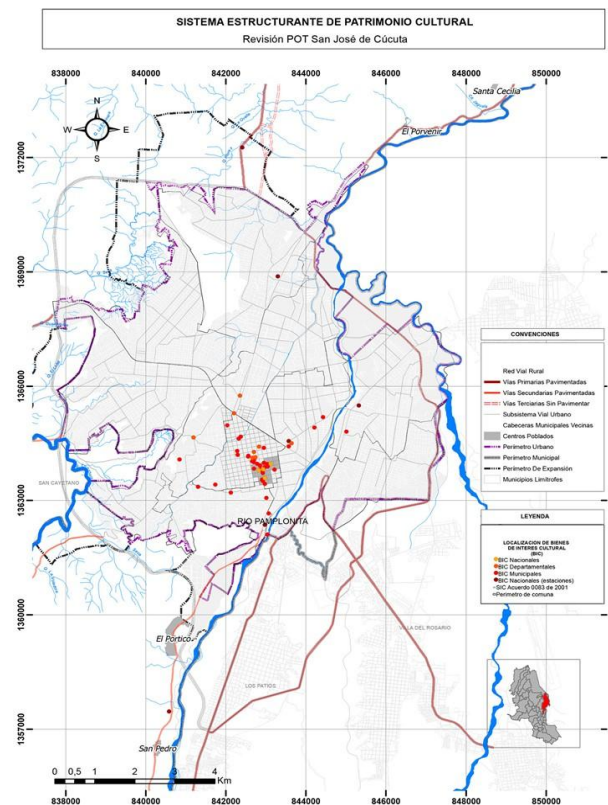 SISTEMA ESTRUCTURANTE DE PATRIMONIO CULTURAL
Revisión POT San José de Cúcuta
838000 840000 842000 844000 846000 848000 850000
Santa Cecilia
El Porvenir
N
W E
S
1372000
1369000
1366000
1363000
1360000
1357000
SAN CAYETANO
RIO PAMPLONITA
El Portico
VILLA DEL ROSARIO
LOS PATIOS
San Pedro
CONVENCIONES
Red Vial Rural
Vías Primarias Pavimentadas
Vías Secundarias Pavimentadas
Vías Terciarias Sin Pavimentar
Subsistema Vial Urbano
Cabeceras Municipales Vecinas
Centros Poblados
Perímetro Urbano
Perímetro Municipal
Perímetro De Expansión
Municipios Limítrofes
LEYENDA
LOCALIZACIÓN DE BIENES
DE INTERES CULTURAL
(BIC)
BIC Nacionales
BIC Departamentales
BIC Municipales
BIC Nacionales (estaciones)
SIC Acuerdo 0083 de 2001
Perímetro de comuna
0 0,5 1 2 3 4
Km
838000 840000 842000 844000 846000 848000 850000